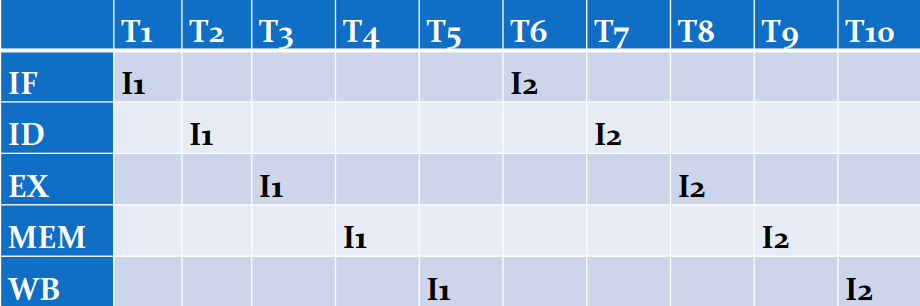 T1 T2 T3 T4 T5 T6 T7 T8 T9 T10
IF I1 I2
ID I1 I2
EX I1 I2
MEM I1 I2
WB I1 I2